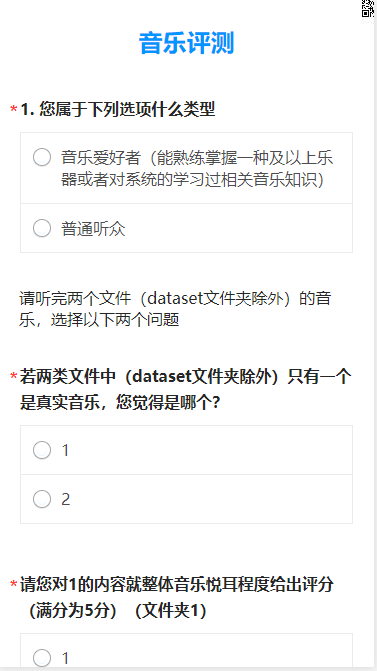 音乐评测
*1. 您属于下列选项什么类型
音乐爱好者（能熟练掌握一种及以上乐
器或者对系统的学习过相关音乐知识）
普通听众
请听完两个文件（dataset文件夹除外）的音
乐，选择以下两个问题
*若两类文件中（dataset文件夹除外）只有一个
是真实音乐，您觉得是哪个？
1
2
*请您对1的内容就整体音乐悦耳程度给出评分
（满分为5分）（文件夹1）
1